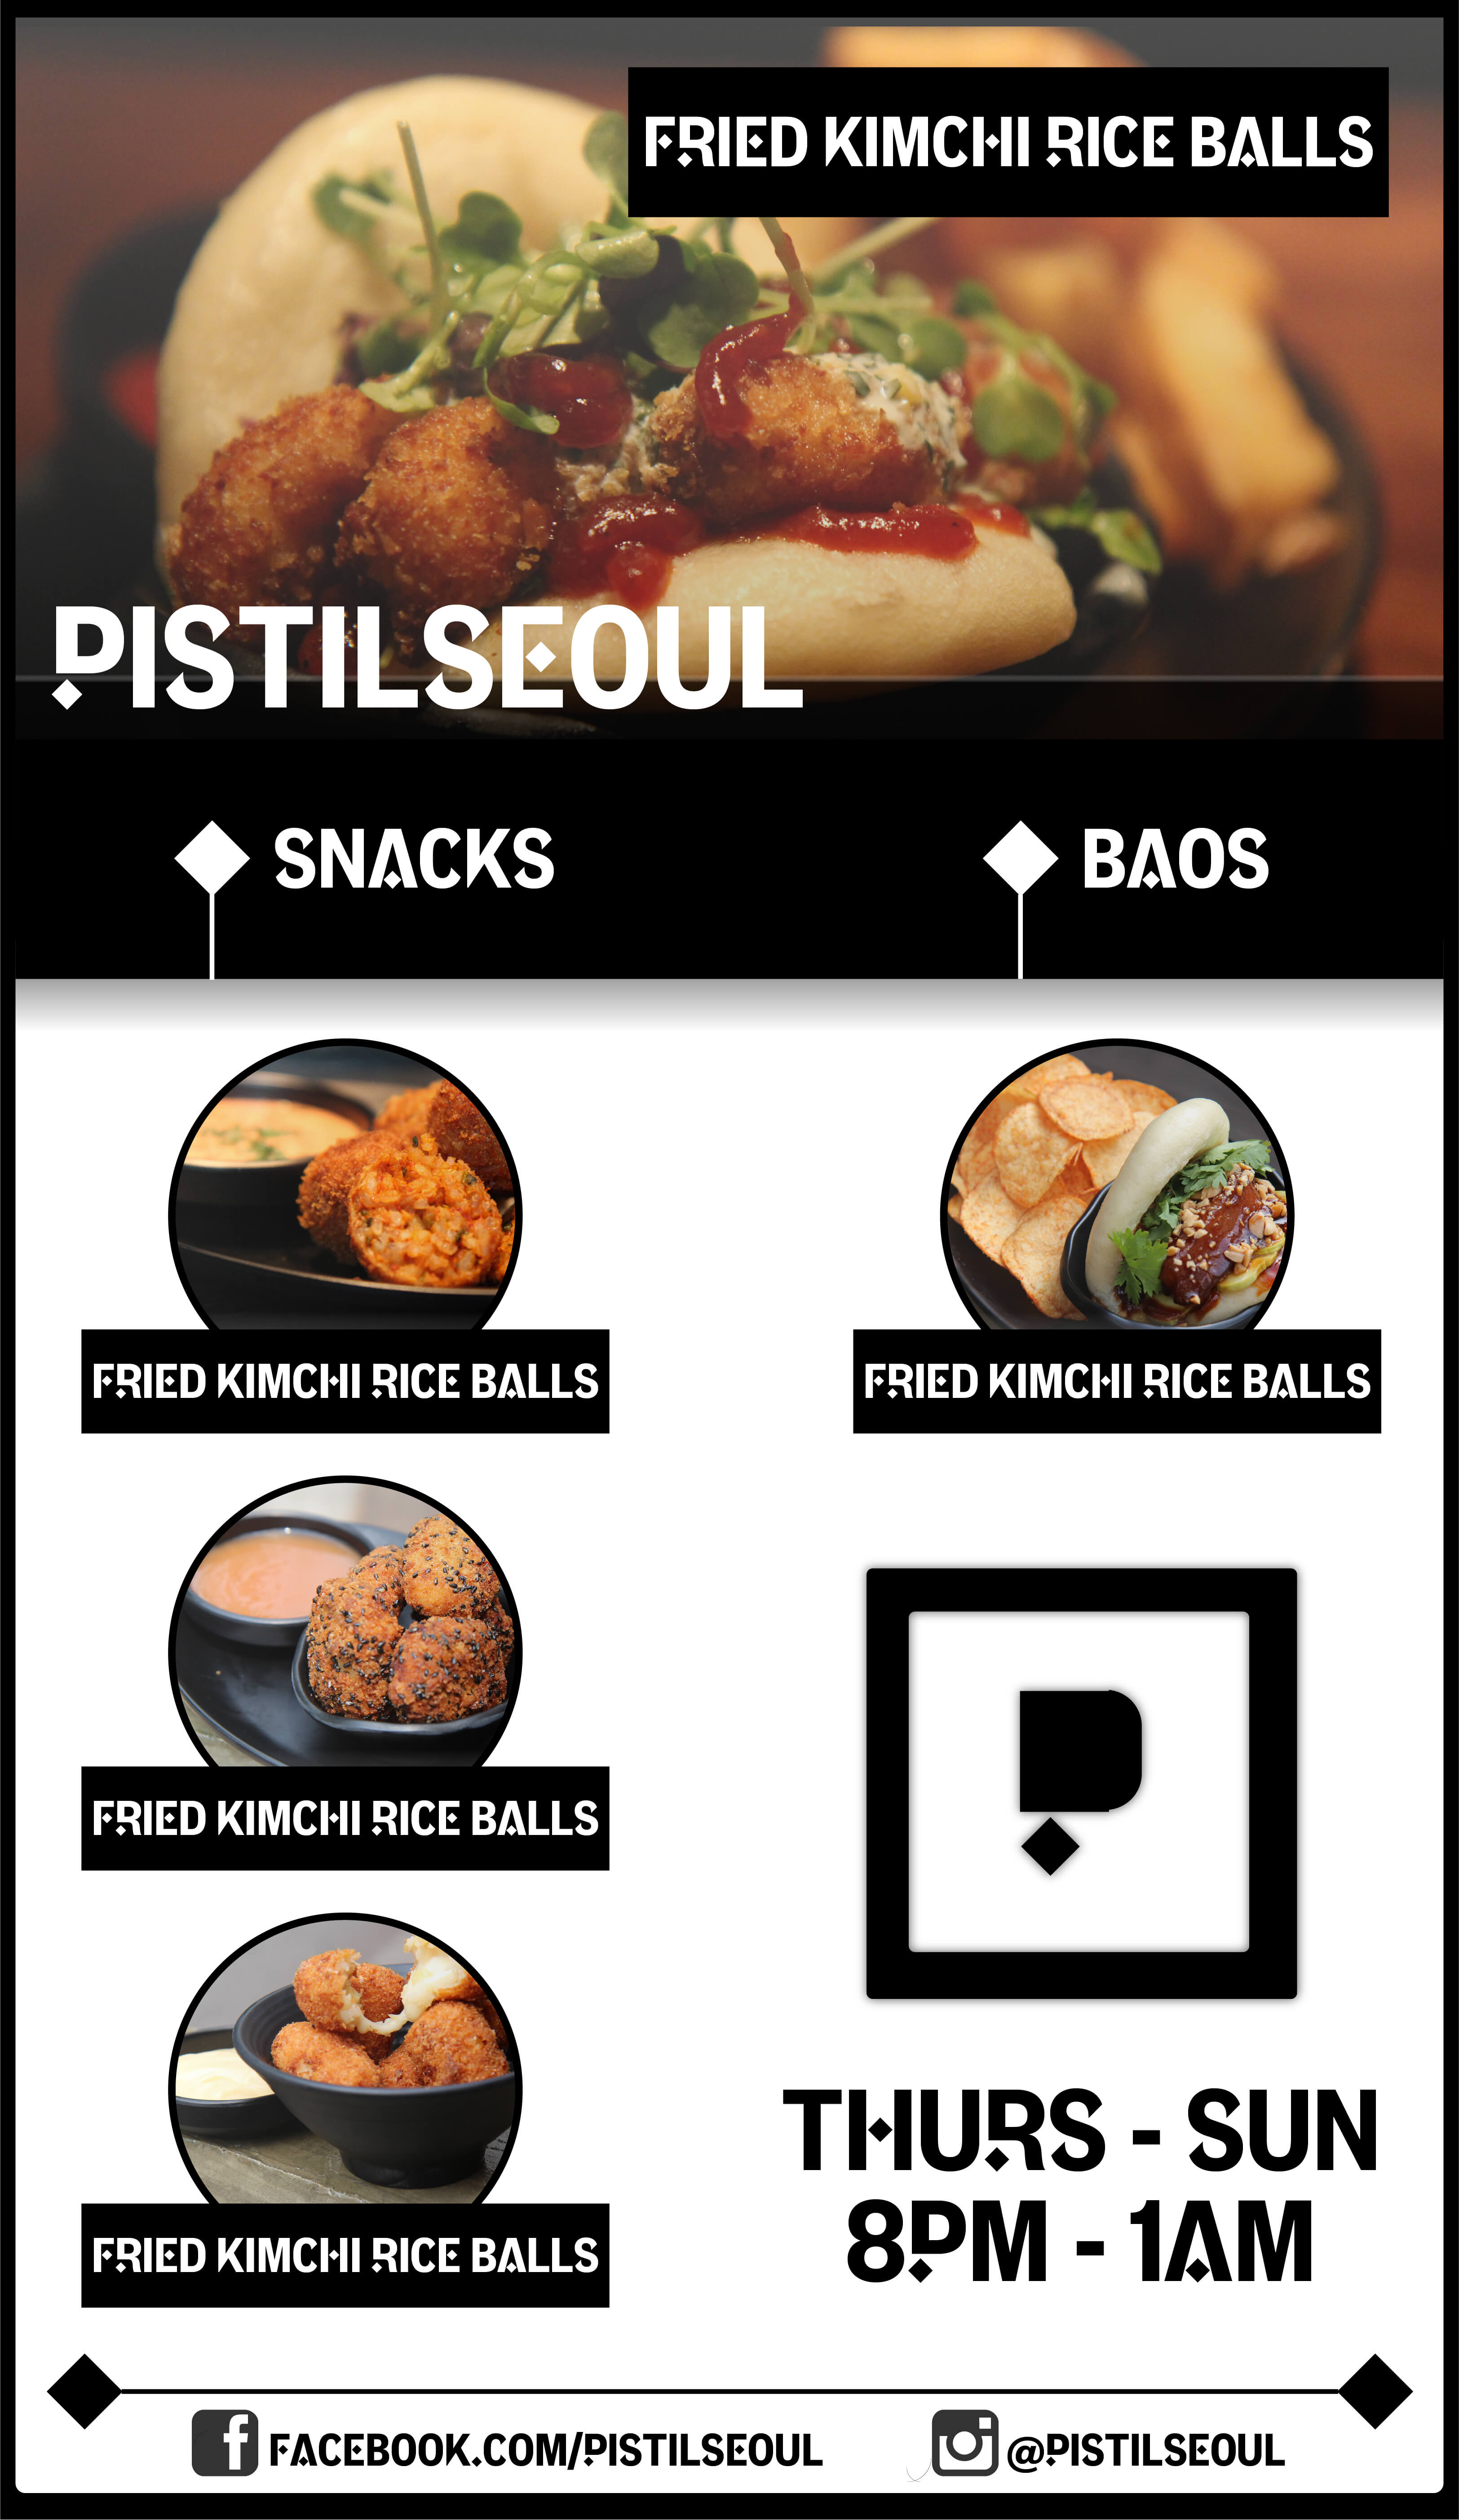 FRIED KIMCHI RICE BALLS
PISTILSEOUL
SNACKS
BAOS
FRIED KIMCHI RICE BALLS
FRIED KIMCHI RICE BALLS
FRIED KIMCHI RICE BALLS
P
FRIED KIMCHI RICE BALLS
THURS - SUN
8PM - 1AM
FACEBOOK.COM/PISTILSEOUL
@PISTILSEOUL